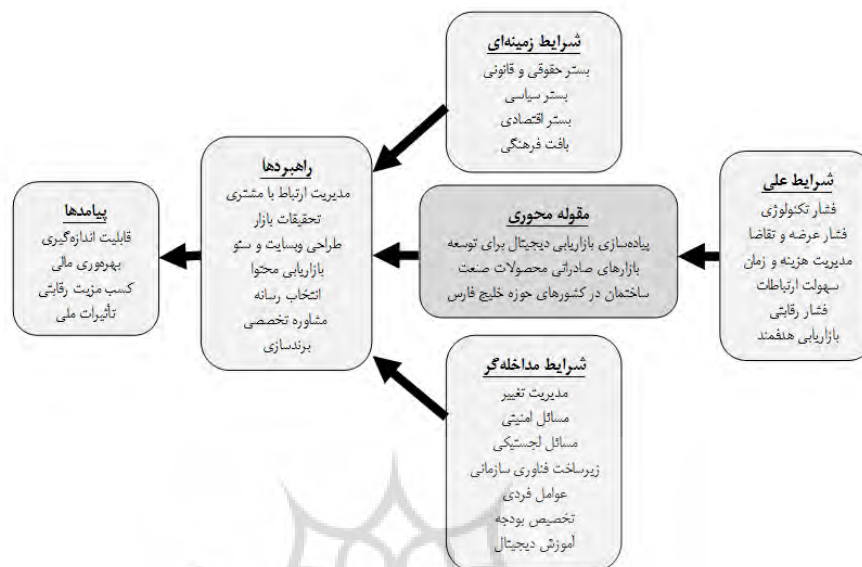 شرایط زمینه‌ای
بستر حقوقی و قانونی
بستر سیاسی
بستر اقتصادی
بافت فرهنگی
شرایط علی
فشار تکنولوژی
فشار عرضه و تقاضا
مدیریت هزینه و زمان
سهولت ارتباطات
فشار رقابتی
بازاریابی هدفمند
مقوله محوری
پیاده‌سازی بازاریابی دیجیتال برای توسعه
بازارهای صادراتی محصولات صنعت
ساختمان در کشورهای حوزه خلیج فارس
راهبردها
مدیریت ارتباط با مشتری
تحقیقات بازار
طراحی وبسایت و سئو
بازاریابی محتوا
انتخاب رسانه
مشاوره تخصصی
برندسازی
پیامدها
قابلیت اندازه‌گیری
بهره‌وری مالی
کسب مزیت رقابتی
تأثیرات ملی
شرایط مداخله‌گر
مدیریت تغییر
مسائل امنیتی
مسائل لجستیکی
زیرساخت فناوری سازمانی
عوامل فردی
تخصیص بودجه
آموزش دیجیتال